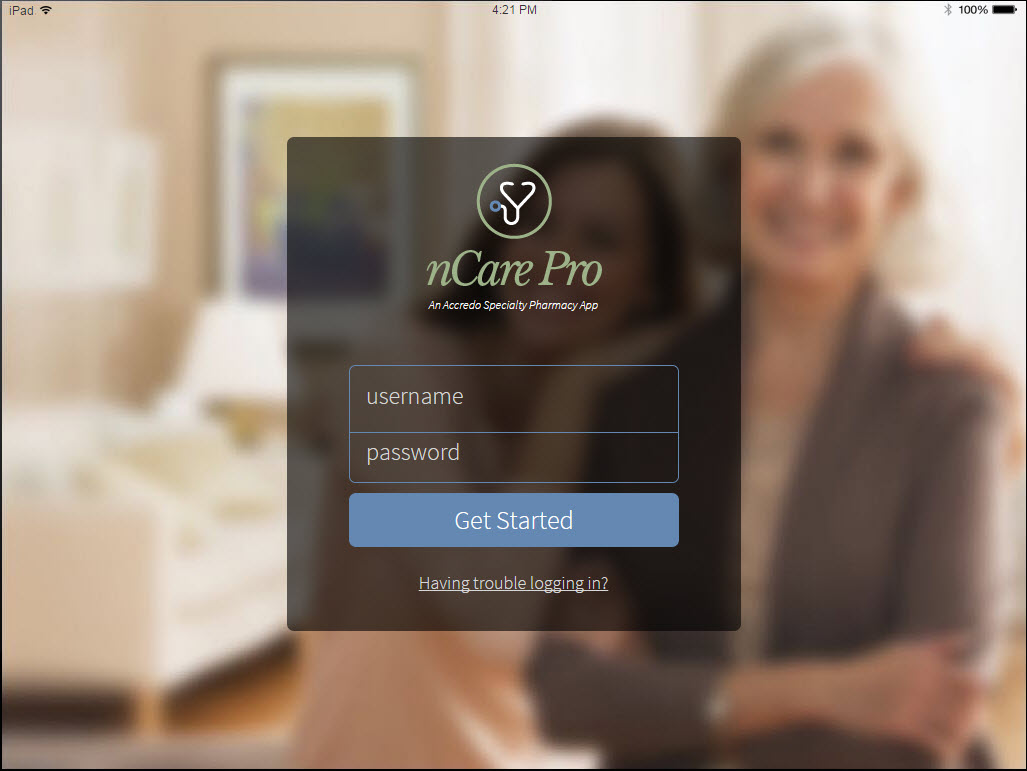 iPad 4:21 PM 100%
nCare Pro
An Accredo Specialty Pharmacy App
username
password
Get Started
Having trouble logging in?